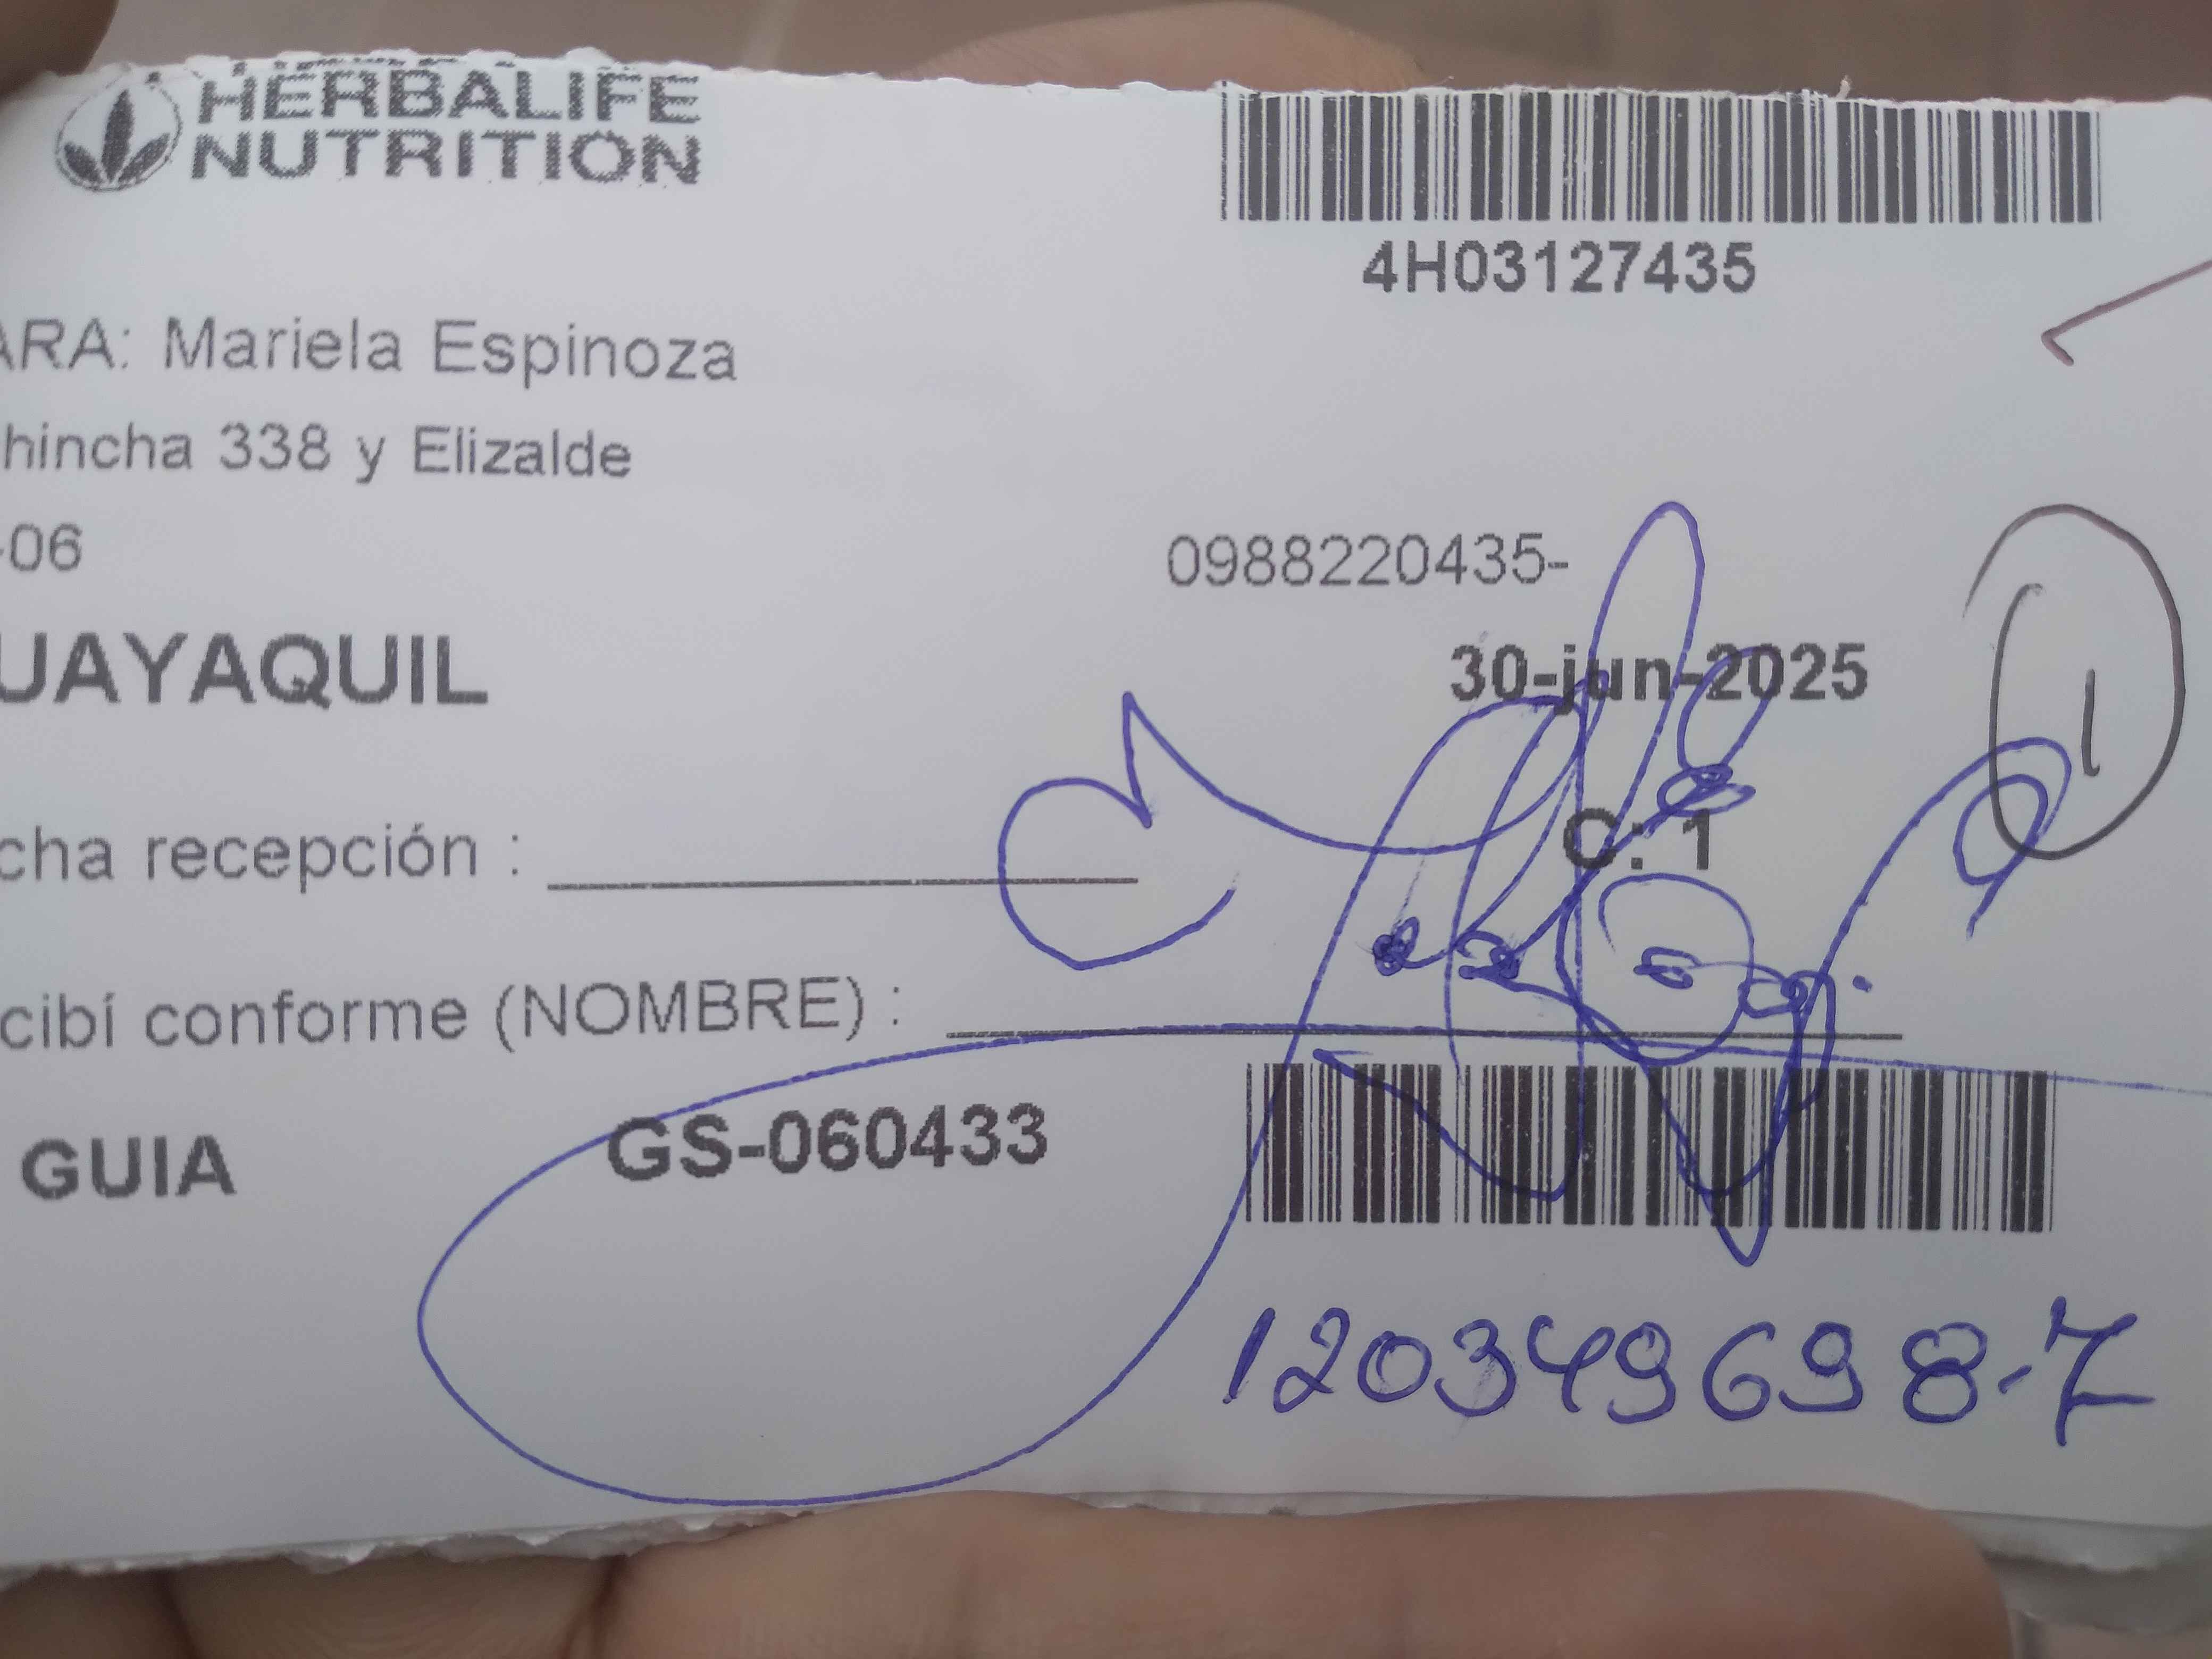 HERBALIFE
NUTRITION
4H03127435
ARA: Mariela Espinoza
hincha 338 y Elizalde
-06
0988220435-
UAYAQUIL
30-jun-2025
1
C: 1
cha recepción :
cibí conforme (NOMBRE) :
GUIA GS-060433
120349698-7